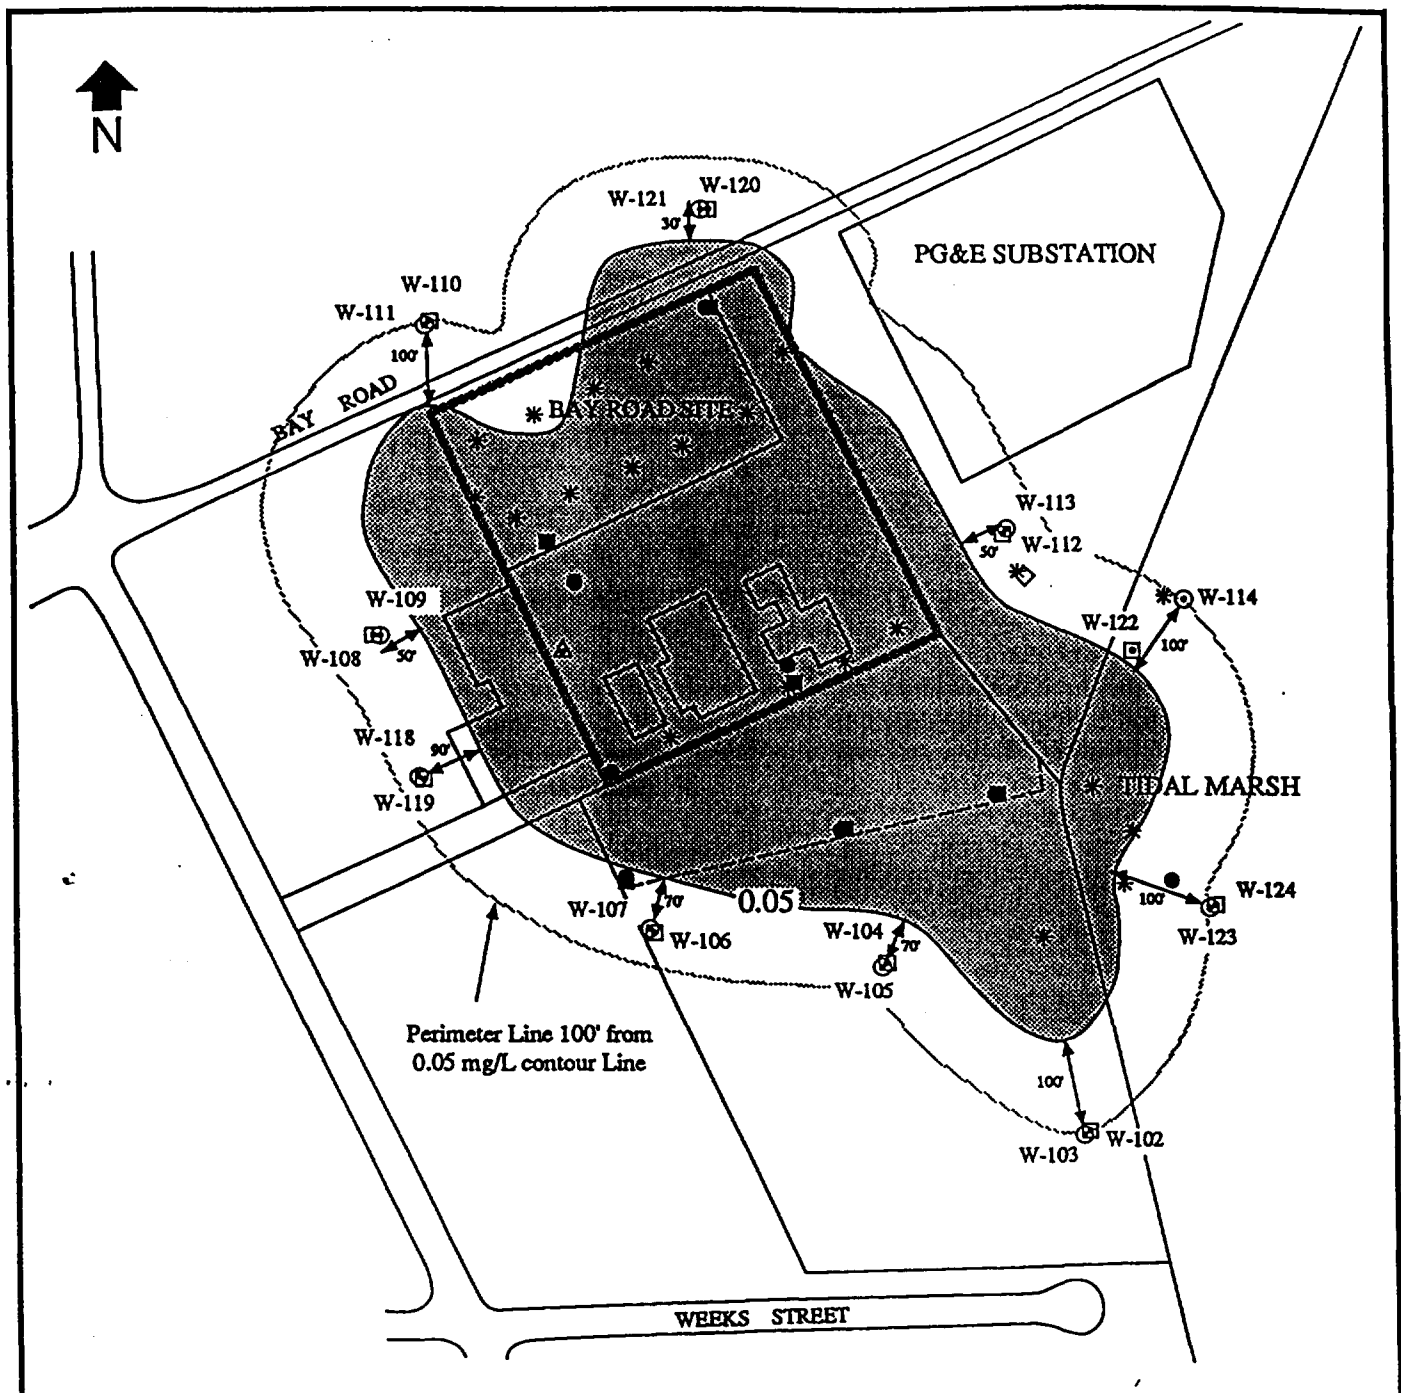 N
W-121
W-120
30'
PG&E SUBSTATION
W-110
W-111
100'
BAY ROAD
BAY ROAD SITE
W-113
50'
W-112
W-109
W-114
W-122
W-108
50'
100'
W-118
90'
W-119
TIDAL MARSH
W-107
70'
0.05
W-104
100'
W-124
W-106
70'
W-123
W-105
Perimeter Line 100' from
0.05 mg/L contour Line
100'
W-103
W-102
WEEKS STREET